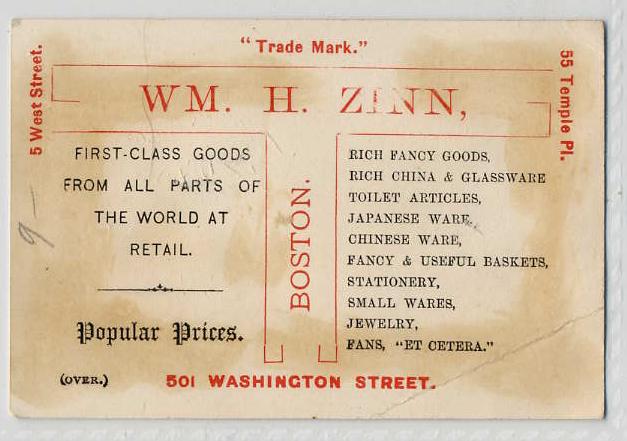 "Trade Mark."
5 West Street.
55 Temple Pl.
WM. H. ZINN,
BOSTON.
FIRST-CLASS GOODS
FROM ALL PARTS OF
THE WORLD AT
RETAIL.
Popular Prices.
(OVER.)
RICH FANCY GOODS,
RICH CHINA & GLASSWARE
TOILET ARTICLES,
JAPANESE WARE,
CHINESE WARE,
FANCY & USEFUL BASKETS,
STATIONERY,
SMALL WARES,
JEWELRY,
FANS, "ET CETERA."
501 WASHINGTON STREET.